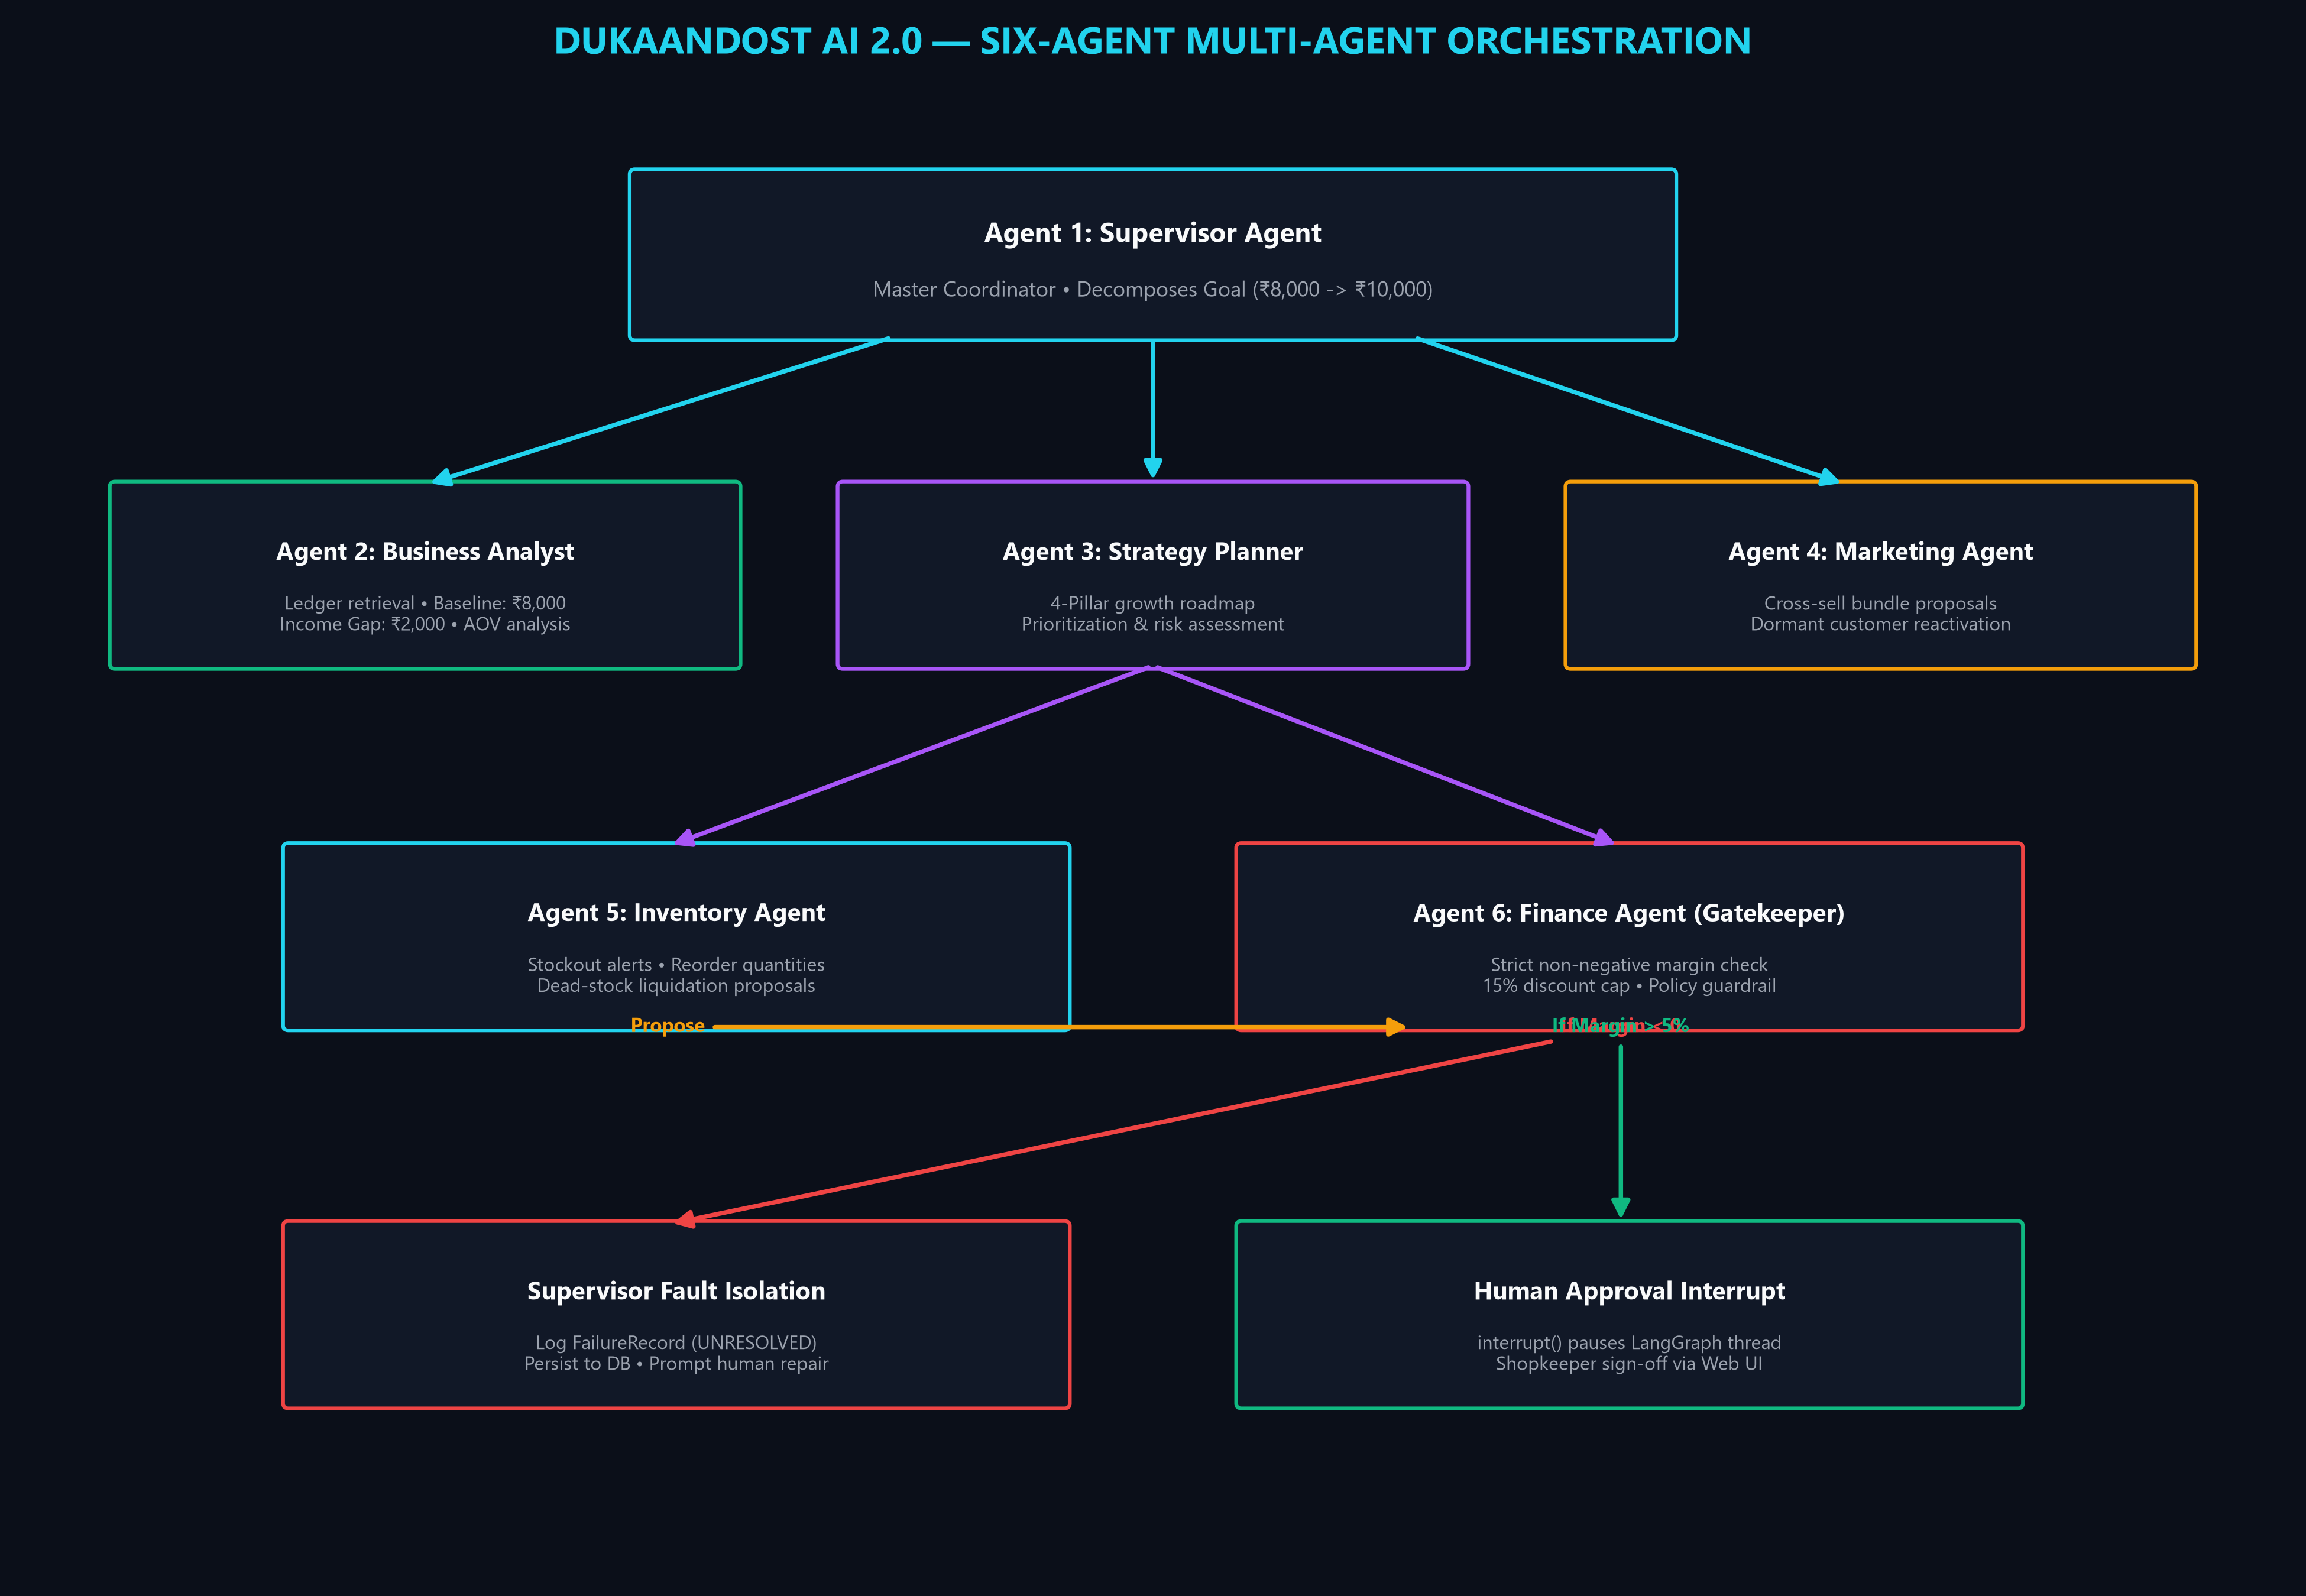 DUKAANDOST AI 2.0 — SIX-AGENT MULTI-AGENT ORCHESTRATION
Agent 1: Supervisor Agent
Master Coordinator • Decomposes Goal (₹8,000 -> ₹10,000)
Agent 2: Business Analyst
Ledger retrieval • Baseline: ₹8,000
Income Gap: ₹2,000 • AOV analysis
Agent 3: Strategy Planner
4-Pillar growth roadmap
Prioritization & risk assessment
Agent 4: Marketing Agent
Cross-sell bundle proposals
Dormant customer reactivation
Agent 5: Inventory Agent
Stockout alerts • Reorder quantities
Dead-stock liquidation proposals
Agent 6: Finance Agent (Gatekeeper)
Strict non-negative margin check
15% discount cap • Policy guardrail
Propose
If Margin
Supervisor Fault Isolation
Log FailureRecord (UNRESOLVED)
Persist to DB • Prompt human repair
Human Approval Interrupt
interrupt() pauses LangGraph thread
Shopkeeper sign-off via Web UI